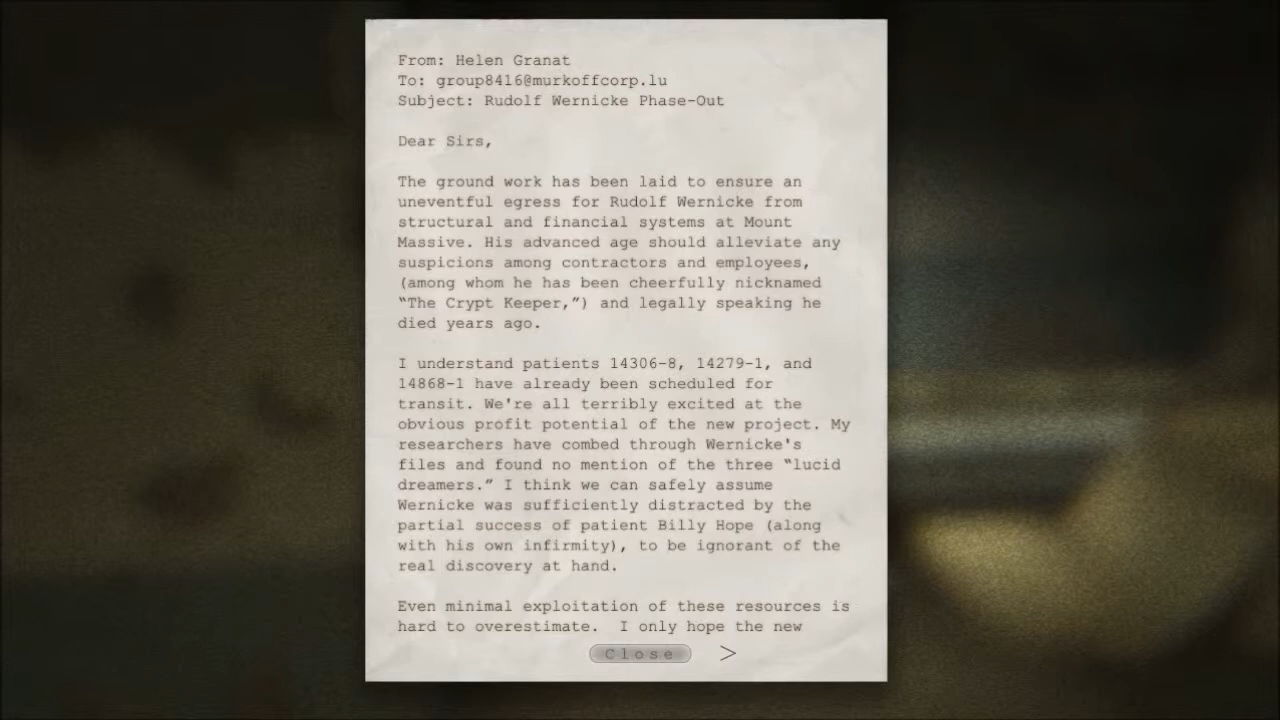 From: Helen Granat
To: group8416@murkoffcorp.lu
Subject: Rudolf Wernicke Phase-Out
Dear Sirs,
The ground work has been laid to ensure an
uneventful egress for Rudolf Wernicke from
structural and financial systems at Mount
Massive. His advanced age should alleviate any
suspicions among contractors and employees,
(among whom he has been cheerfully nicknamed
“The Crypt Keeper,”) and legally speaking he
died years ago.
I understand patients 14306-8, 14279-1, and
14868-1 have already been scheduled for
transit. We're all terribly excited at the
obvious profit potential of the new project. My
researchers have combed through Wernicke's
files and found no mention of the three “lucid
dreamers.” I think we can safely assume
Wernicke was sufficiently distracted by the
partial success of patient Billy Hope (along
with his own infirmity), to be ignorant of the
real discovery at hand.
Even minimal exploitation of these resources is
hard to overestimate.  I only hope the new
Close >